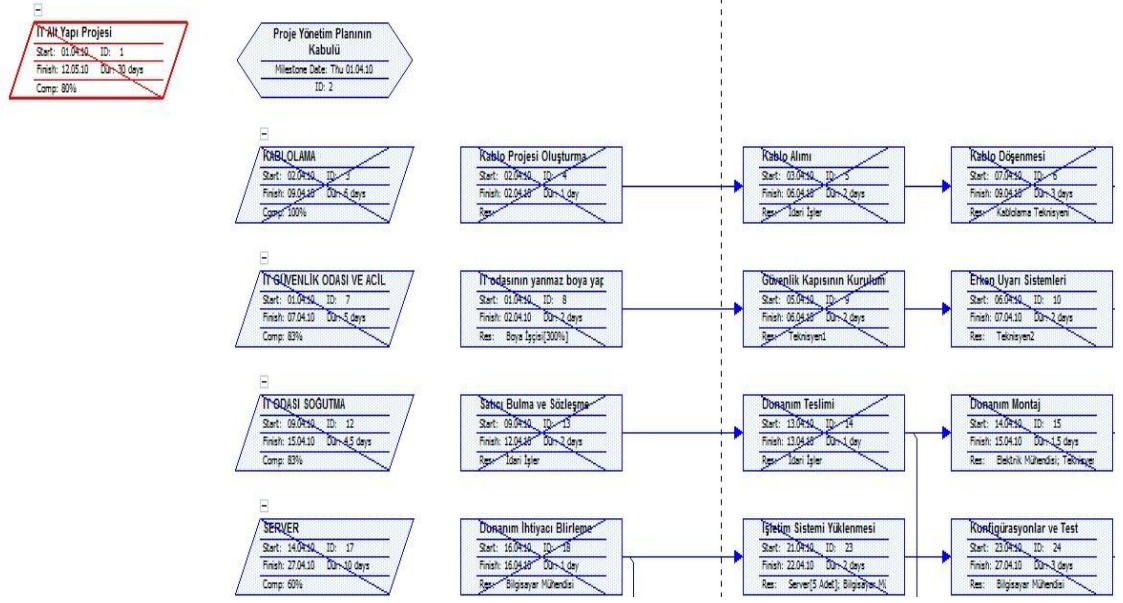 IT Alt Yapı Projesi
Start: 01.04.10 ID: 1
Finish: 12.05.10 Dur: 30 days
Comp: 80%
Proje Yönetim Planının
Kabulü
Milestone Date: Thu 01.04.10
ID: 2
KABLOLAMA
Start: 02.04.10 ID: 3
Finish: 09.04.10 Dur: 6 days
Comp: 100%
Kablo Projesi Oluşturma
Start: 02.04.10 ID: 4
Finish: 02.04.10 Dur: 1 day
Res:
Kablo Alımı
Start: 03.04.10 ID: 5
Finish: 06.04.10 Dur: 2 days
Res: İdari İşler
Kablo Döşenmesi
Start: 07.04.10 ID: 6
Finish: 09.04.10 Dur: 3 days
Res: Kablolama Teknisyeni
IT GÜVENLİK ODASI VE ACİL
Start: 01.04.10 ID: 7
Finish: 07.04.10 Dur: 5 days
Comp: 83%
IT odasının yanmaz boya yap
Start: 01.04.10 ID: 8
Finish: 02.04.10 Dur: 2 days
Res: Boya İşçisi[300%]
Güvenlik Kapısının Kurulum
Start: 05.04.10 ID: 9
Finish: 06.04.10 Dur: 2 days
Res: Teknisyen1
Erken Uyarı Sistemleri
Start: 06.04.10 ID: 10
Finish: 07.04.10 Dur: 2 days
Res: Teknisyen2
IT ODASI SOĞUTMA
Start: 09.04.10 ID: 12
Finish: 15.04.10 Dur: 4,5 days
Comp: 83%
Satıcı Bulma ve Sözleşme
Start: 09.04.10 ID: 13
Finish: 12.04.10 Dur: 2 days
Res: İdari İşler
Donanım Teslimi
Start: 13.04.10 ID: 14
Finish: 13.04.10 Dur: 1 day
Res: İdari İşler
Donanım Montaj
Start: 14.04.10 ID: 15
Finish: 15.04.10 Dur: 1,5 days
Res: Elektrik Mühendisi; Teknisye
SERVER
Start: 14.04.10 ID: 17
Finish: 27.04.10 Dur: 10 days
Comp: 60%
Donanım İhtiyacı Blirleme
Start: 16.04.10 ID: 18
Finish: 16.04.10 Dur: 1 day
Res: Bilgisayar Mühendisi
İşletim Sistemi Yüklenmesi
Start: 21.04.10 ID: 23
Finish: 22.04.10 Dur: 2 days
Res: Server[5 Adet]; Bilgisayar Mü
Konfigürasyonlar ve Test
Start: 23.04.10 ID: 24
Finish: 27.04.10 Dur: 3 days
Res: Bilgisayar Mühendisi